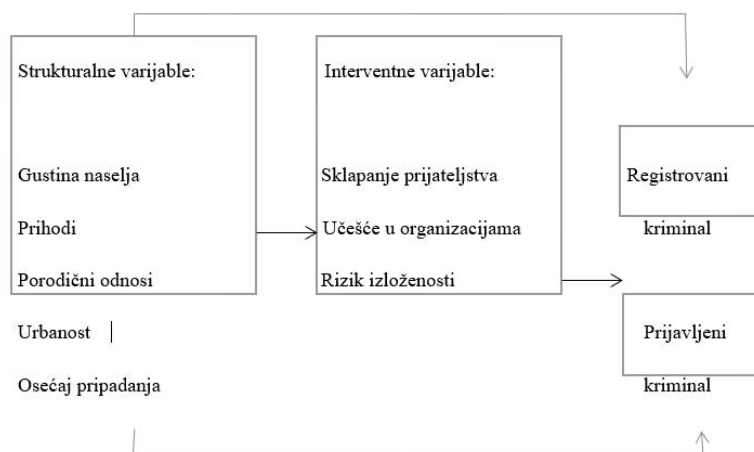 Strukturalne varijable:
Gustina naselja
Prihodi
Porodični odnosi
Urbanost
Osećaj pripadanja
Interventne varijable:
Sklapanje prijateljstva
Učešće u organizacijama
Rizik izloženosti
Registrovani
kriminal
Prijavljeni
kriminal